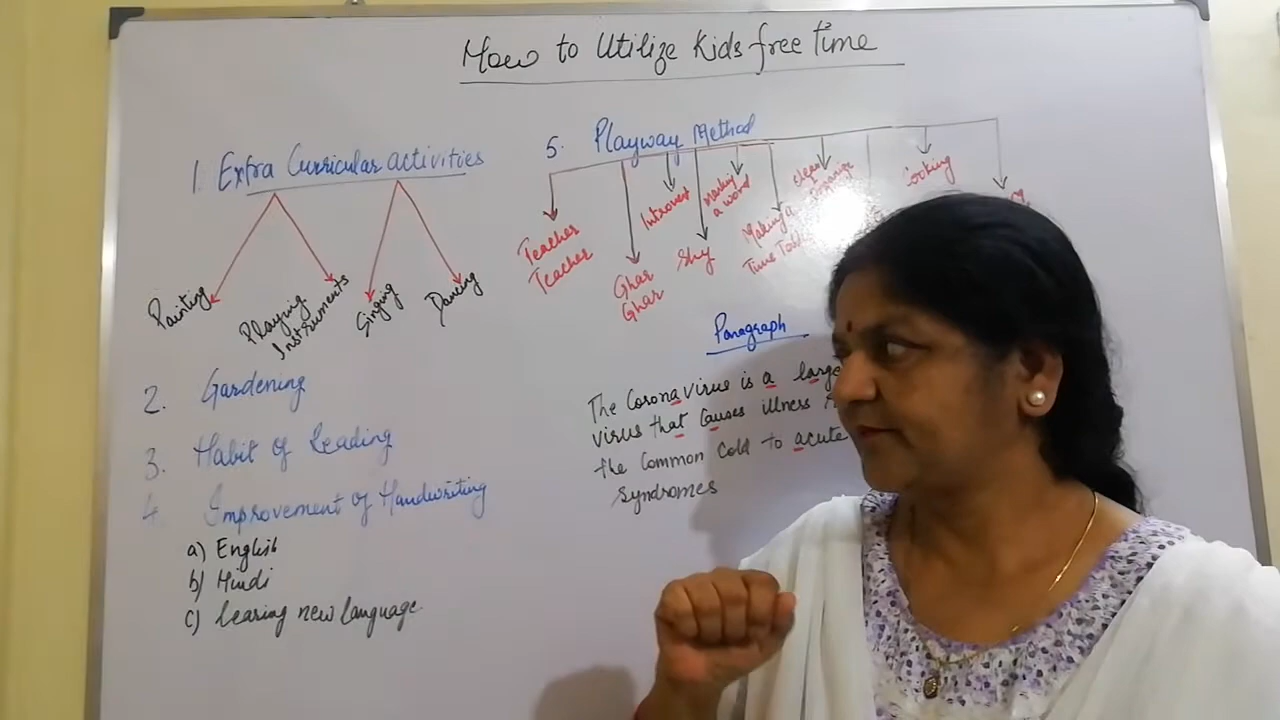 How to Utilize Kids free time
1. Extra Curricular activities
Painting
Playing
Instruments
Singing
Dancing
2. Gardening
3. Habit of Reading
4. Improvement of Handwriting
a) English
b) Hindi
c) learing new language
5. Playway Method
Teacher
Teacher
Ghar
Ghar
Introvert
Shy
a word
Making a
Time
Organize
Cooking
Paragraph
The Corona virus is a large
virus that causes illness
the Common Cold to acute
Syndromes